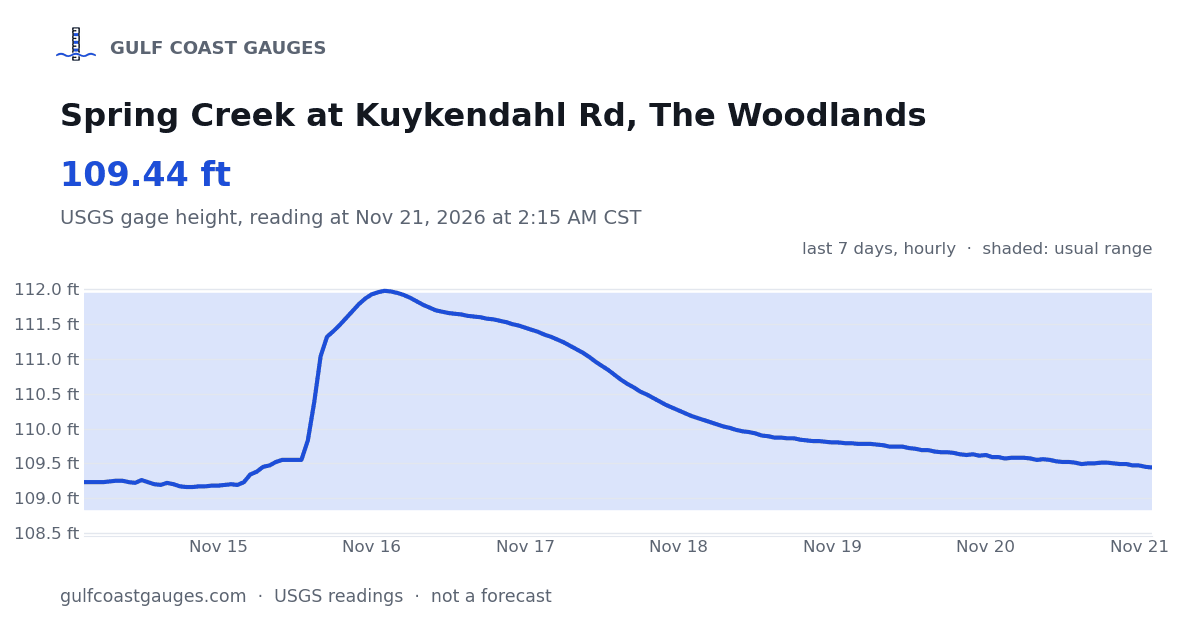 GULF COAST GAUGES
Spring Creek at Kuykendahl Rd, The Woodlands
109.44 ft
USGS gage height, reading at Nov 21, 2026 at 2:15 AM CST
last 7 days, hourly · shaded: usual range
112.0 ft
111.5 ft
111.0 ft
110.5 ft
110.0 ft
109.5 ft
109.0 ft
108.5 ft
Nov 15 Nov 16 Nov 17 Nov 18 Nov 19 Nov 20 Nov 21
gulfcoastgauges.com · USGS readings · not a forecast